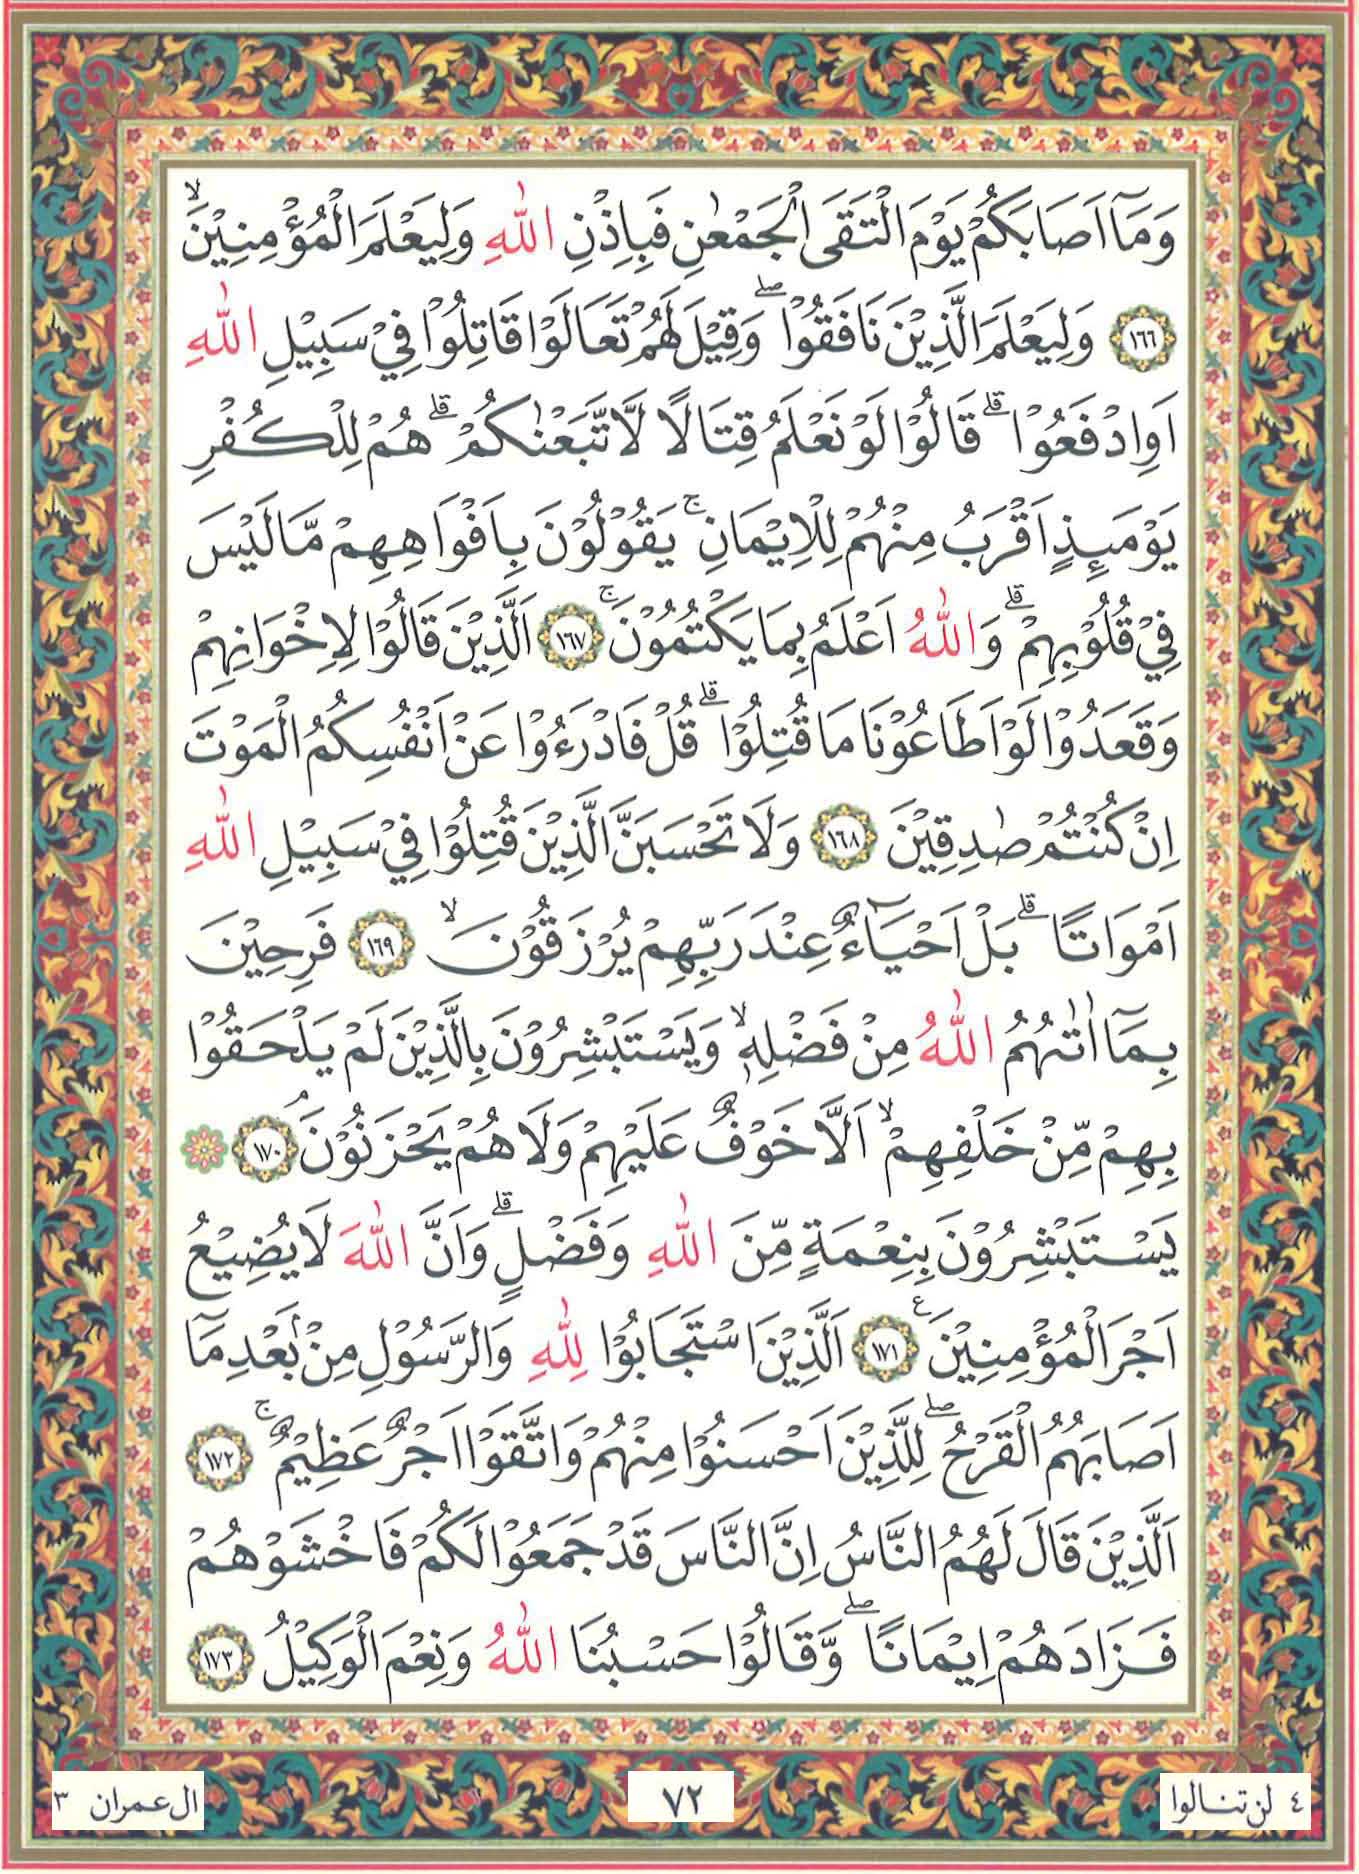 وَمَآ اَصَابَكُمْ يَوْمَ الْتَقَى الْجَمْعٰنِ فَبِاِذْنِ اللّٰهِ وَلِيَعْلَمَ الْمُؤْمِنِيْنَۙ
﴿١٦٦﴾ وَلِيَعْلَمَ الَّذِيْنَ نَافَقُوْاۖ وَقِيْلَ لَهُمْ تَعَالَوْا قَاتِلُوْا فِيْ سَبِيْلِ اللّٰهِ
اَوِ ادْفَعُوْاۗ قَالُوْا لَوْ نَعْلَمُ قِتَالًا لَّا تَّبَعْنٰكُمْۗ هُمْ لِلْكُفْرِ
يَوْمَىِٕذٍ اَقْرَبُ مِنْهُمْ لِلْاِيْمَانِۚ يَقُوْلُوْنَ بِاَفْوَاهِهِمْ مَّا لَيْسَ
فِيْ قُلُوْبِهِمْۗ وَاللّٰهُ اَعْلَمُ بِمَا يَكْتُمُوْنَۚ ﴿١٦٧﴾ اَلَّذِيْنَ قَالُوْا لِاِخْوَانِهِمْ
وَقَعَدُوْا لَوْ اَطَاعُوْنَا مَا قُتِلُوْاۗ قُلْ فَادْرَءُوْا عَنْ اَنْفُسِكُمُ الْمَوْتَ
اِنْ كُنْتُمْ صٰدِقِيْنَ ﴿١٦٨﴾ وَلَا تَحْسَبَنَّ الَّذِيْنَ قُتِلُوْا فِيْ سَبِيْلِ اللّٰهِ
اَمْوَاتًاۗ بَلْ اَحْيَاۤءٌ عِنْدَ رَبِّهِمْ يُرْزَقُوْنَۙ ﴿١٦٩﴾ فَرِحِيْنَ
بِمَآ اٰتٰىهُمُ اللّٰهُ مِنْ فَضْلِهٖۙ وَيَسْتَبْشِرُوْنَ بِالَّذِيْنَ لَمْ يَلْحَقُوْا
بِهِمْ مِّنْ خَلْفِهِمْۙ اَلَّا خَوْفٌ عَلَيْهِمْ وَلَا هُمْ يَحْزَنُوْنَۘ ﴿١٧٠﴾
يَسْتَبْشِرُوْنَ بِنِعْمَةٍ مِّنَ اللّٰهِ وَفَضْلٍۗ وَاَنَّ اللّٰهَ لَا يُضِيْعُ
اَجْرَ الْمُؤْمِنِيْنَ ࣖ ﴿١٧١﴾ اَلَّذِيْنَ اسْتَجَابُوْا لِلّٰهِ وَالرَّسُوْلِ مِنْۢ بَعْدِ مَآ
اَصَابَهُمُ الْقَرْحُۖ لِلَّذِيْنَ اَحْسَنُوْا مِنْهُمْ وَاتَّقَوْا اَجْرٌ عَظِيْمٌۚ ﴿١٧٢﴾
اَلَّذِيْنَ قَالَ لَهُمُ النَّاسُ اِنَّ النَّاسَ قَدْ جَمَعُوْا لَكُمْ فَاخْشَوْهُمْ
فَزَادَهُمْ اِيْمَانًاۖ وَّقَالُوْا حَسْبُنَا اللّٰهُ وَنِعْمَ الْوَكِيْلُ ﴿١٧٣﴾
٤ لن تنالوا
٧٢
ال عمران ٣